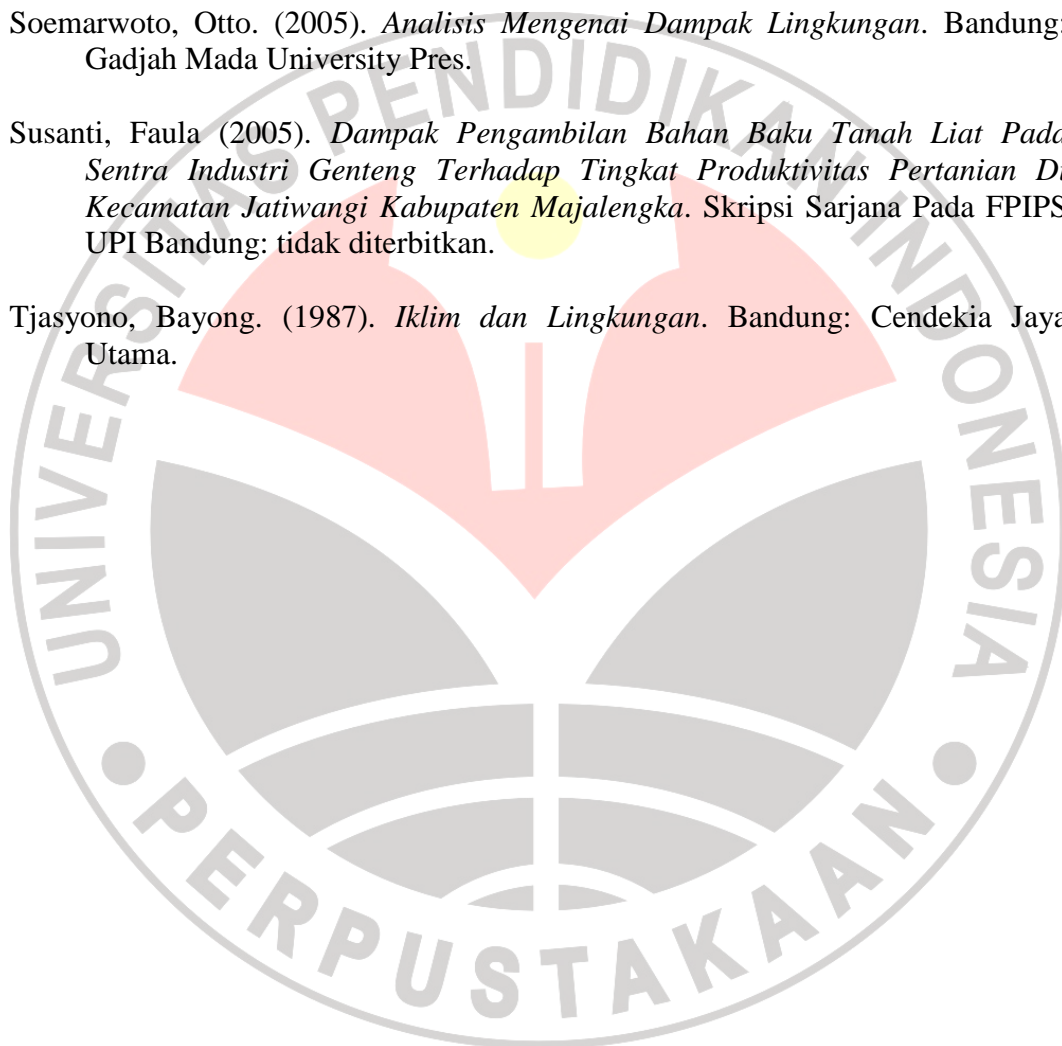 Soemarwoto, Otto. (2005). Analisis Mengenai Dampak Lingkungan. Bandung:
Gadjah Mada University Pres.
Susanti, Faula (2005). Dampak Pengambilan Bahan Baku Tanah Liat Pada
Sentra Industri Genteng Terhadap Tingkat Produktivitas Pertanian Di
Kecamatan Jatiwangi Kabupaten Majalengka. Skripsi Sarjana Pada FPIPS
UPI Bandung: tidak diterbitkan.
Tjasyono, Bayong. (1987). Iklim dan Lingkungan. Bandung: Cendekia Jaya
Utama.
UNIVERSITAS PENDIDIKAN INDONESIA
PERPUSTAKAAN